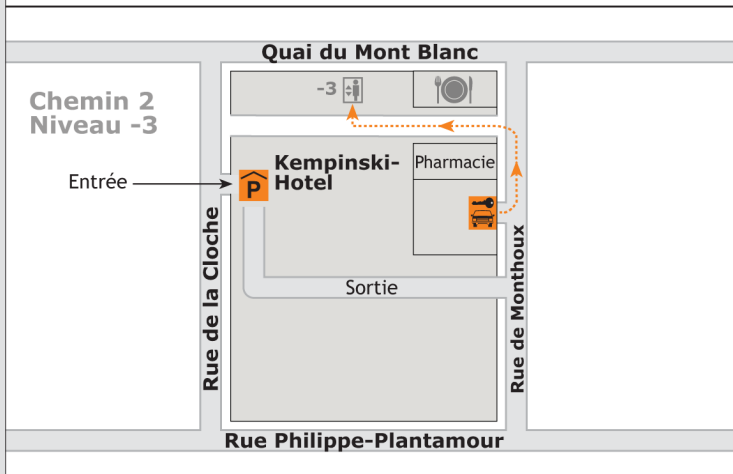 Quai du Mont Blanc
-3
Chemin 2
Niveau -3
Kempinski-
Hotel
Pharmacie
Entrée
P
Rue de la Cloche
Sortie
Rue de Monthoux
Rue Philippe-Plantamour